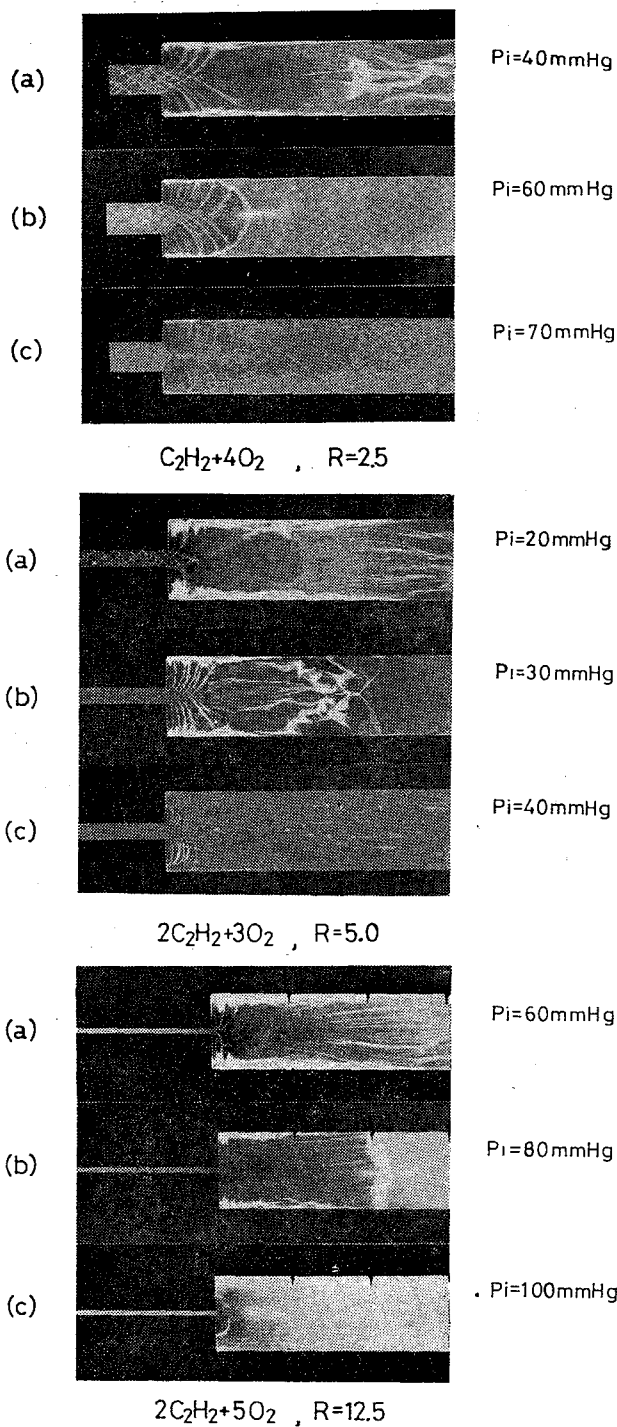 (a) Pi=40mmHg
(b) Pi=60mmHg
(c) Pi=70mmHg
C₂H₂+4O₂ , R=2.5
(a) Pi=20mmHg
(b) Pi=30mmHg
(c) Pi=40mmHg
2C₂H₂+3O₂ , R=5.0
(a) Pi=60mmHg
(b) Pi=80mmHg
(c) Pi=100mmHg
2C₂H₂+5O₂ , R=12.5